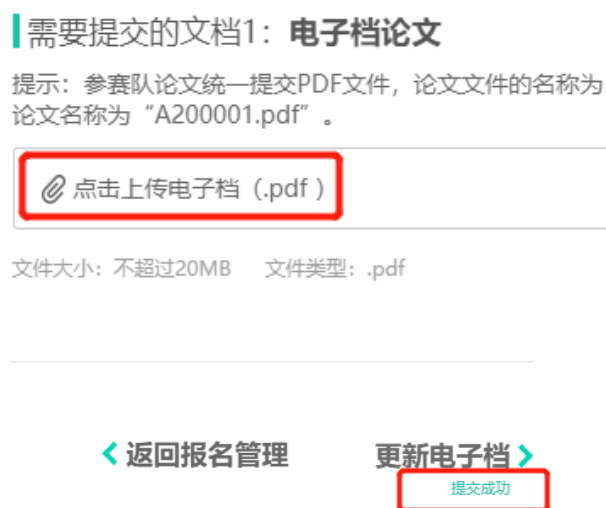 需要提交的文档1：电子档论文
提示：参赛队论文统一提交PDF文件，论文文件的名称为
论文名称为“A200001.pdf”。
点击上传电子档（.pdf ）
文件大小：不超过20MB 文件类型：.pdf
返回报名管理 更新电子档
提交成功